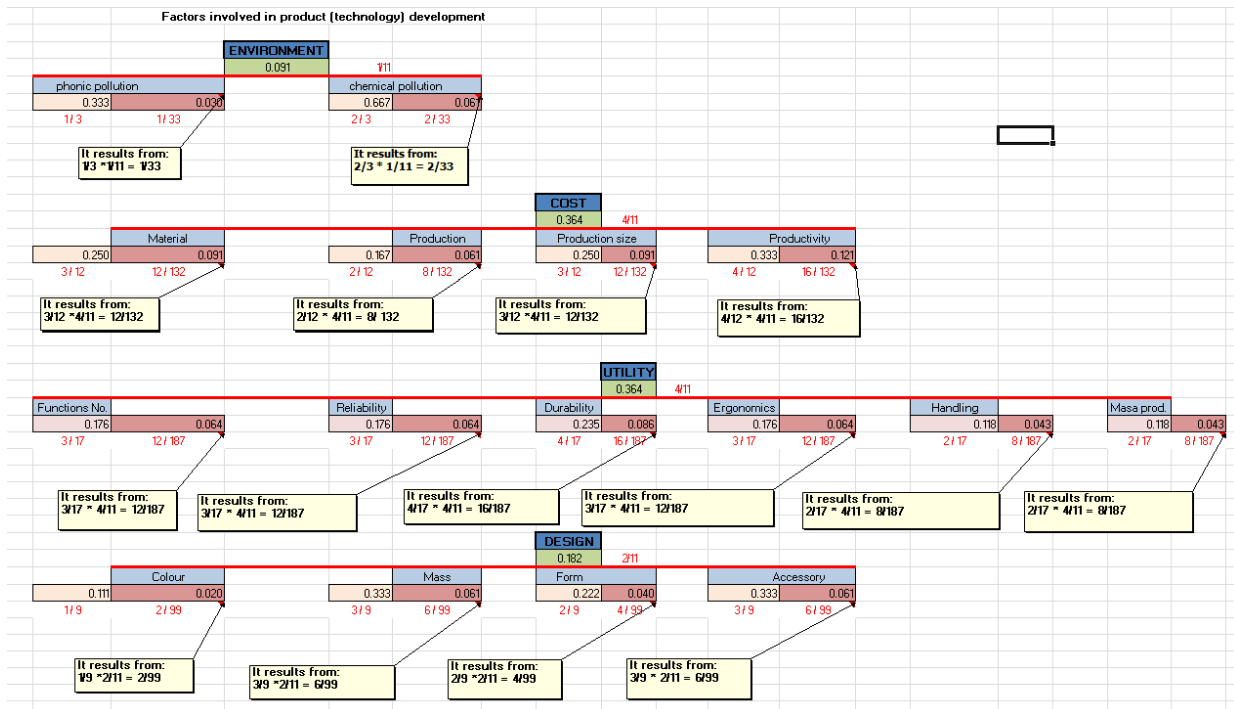 Factors involved in product (technology) development
ENVIRONMENT
0.091 1/11
phonic pollution chemical pollution
0.333 0.030 0.667 0.061
1/ 3 1/ 33 2 / 3 2 / 33
It results from: It results from:
1/3 *1/11 = 1/33 2/3 * 1/11 = 2/33
COST
0.364 4/11
Material Production Production size Productivity
0.250 0.091 0.167 0.061 0.250 0.091 0.333 0.121
3 / 12 12 / 132 2 / 12 8 / 132 3 / 12 12 / 132 4 / 12 16 / 132
It results from: It results from: It results from: It results from:
3/12 *4/11 = 12/132 2/12 * 4/11 = 8/ 132 3/12 *4/11 = 12/132 4/12 * 4/11 = 16/132
UTILITY
0.364 4/11
Functions No. Reliability Durability Ergonomics Handling Masa prod.
0.176 0.064 0.176 0.064 0.235 0.086 0.176 0.064 0.118 0.043 0.118 0.043
3 / 17 12 / 187 3 / 17 12 / 187 4 / 17 16 / 187 3 / 17 12 / 187 2 / 17 8 / 187 2 / 17 8 / 187
It results from: It results from: It results from: It results from: It results from: It results from:
3/17 * 4/11 = 12/187 3/17 * 4/11 = 12/187 4/17 * 4/11 = 16/187 3/17 * 4/11 = 12/187 2/17 * 4/11 = 8/187 2/17 * 4/11 = 8/187
DESIGN
0.182 2/11
Colour Mass Form Accessory
0.111 0.020 0.333 0.061 0.222 0.040 0.333 0.061
1/ 9 2 / 99 3 / 9 6 / 99 2 / 9 4 / 99 3 / 9 6 / 99
It results from: It results from: It results from: It results from:
1/9 *2/11 = 2/99 3/9 *2/11 = 6/99 2/9 *2/11 = 4/99 3/9 * 2/11 = 6/99